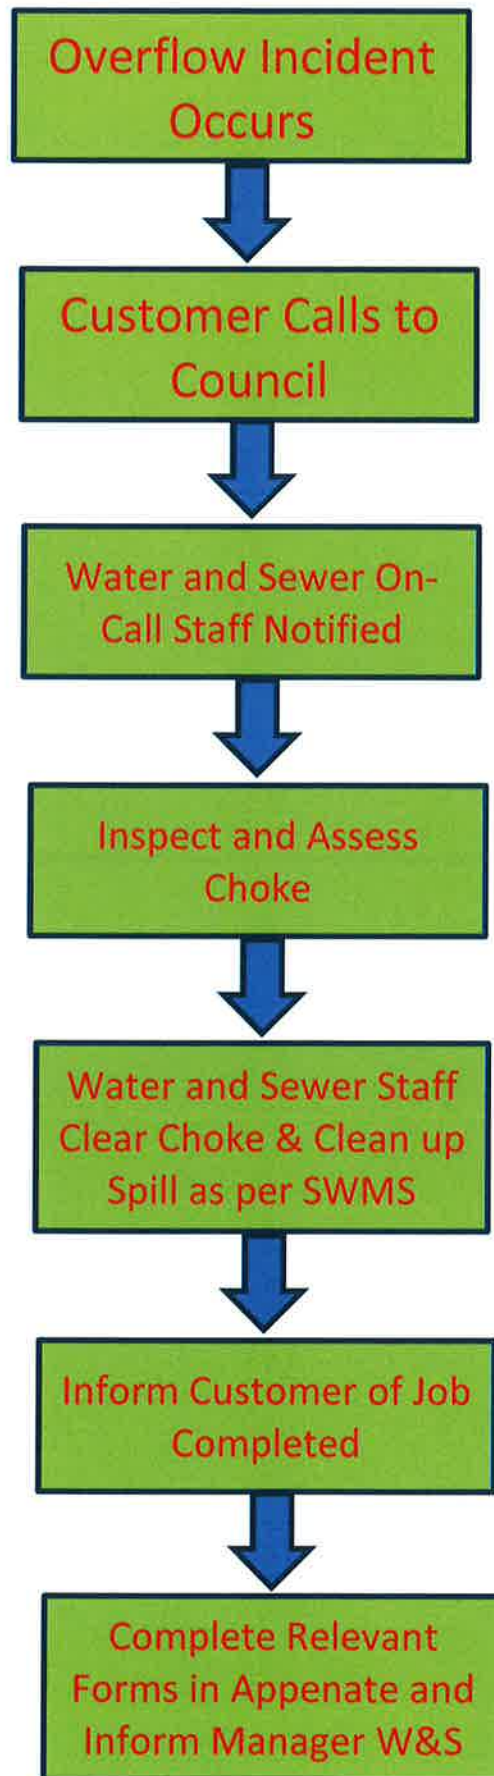 Overflow Incident
Occurs
Customer Calls to
Council
Water and Sewer On-
Call Staff Notified
Inspect and Assess
Choke
Water and Sewer Staff
Clear Choke & Clean up
Spill as per SWMS
Inform Customer of Job
Completed
Complete Relevant
Forms in Appenate and
Inform Manager W&S